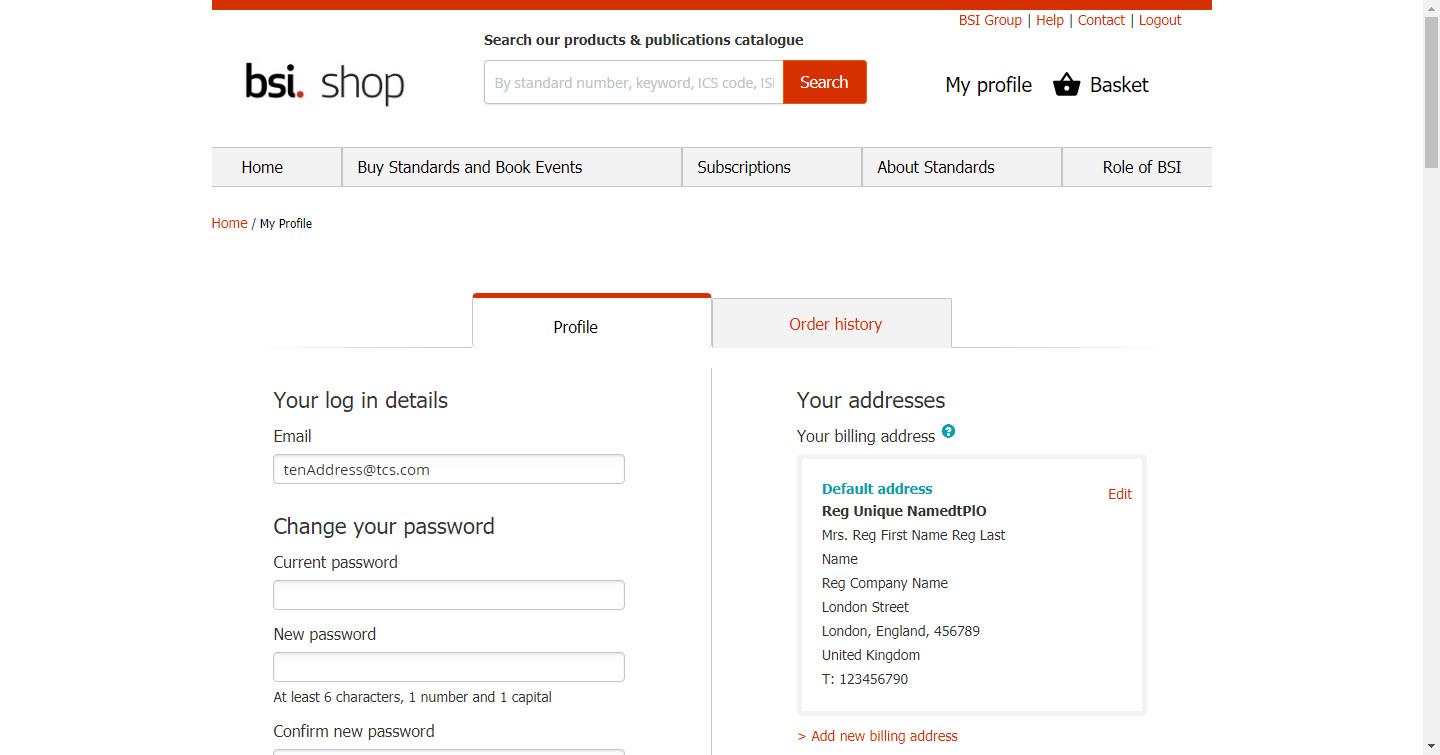 BSI Group | Help | Contact | Logout
Search our products & publications catalogue
bsi. shop
By standard number, keyword, ICS code, ISI
Search
My profile
Basket
Home
Buy Standards and Book Events
Subscriptions
About Standards
Role of BSI
Home / My Profile
Profile
Order history
Your log in details
Email
tenAddress@tcs.com
Change your password
Current password
New password
At least 6 characters, 1 number and 1 capital
Confirm new password
Your addresses
Your billing address ?
Default address
Edit
Reg Unique NamedtPlO
Mrs. Reg First Name Reg Last
Name
Reg Company Name
London Street
London, England, 456789
United Kingdom
T: 123456790
> Add new billing address